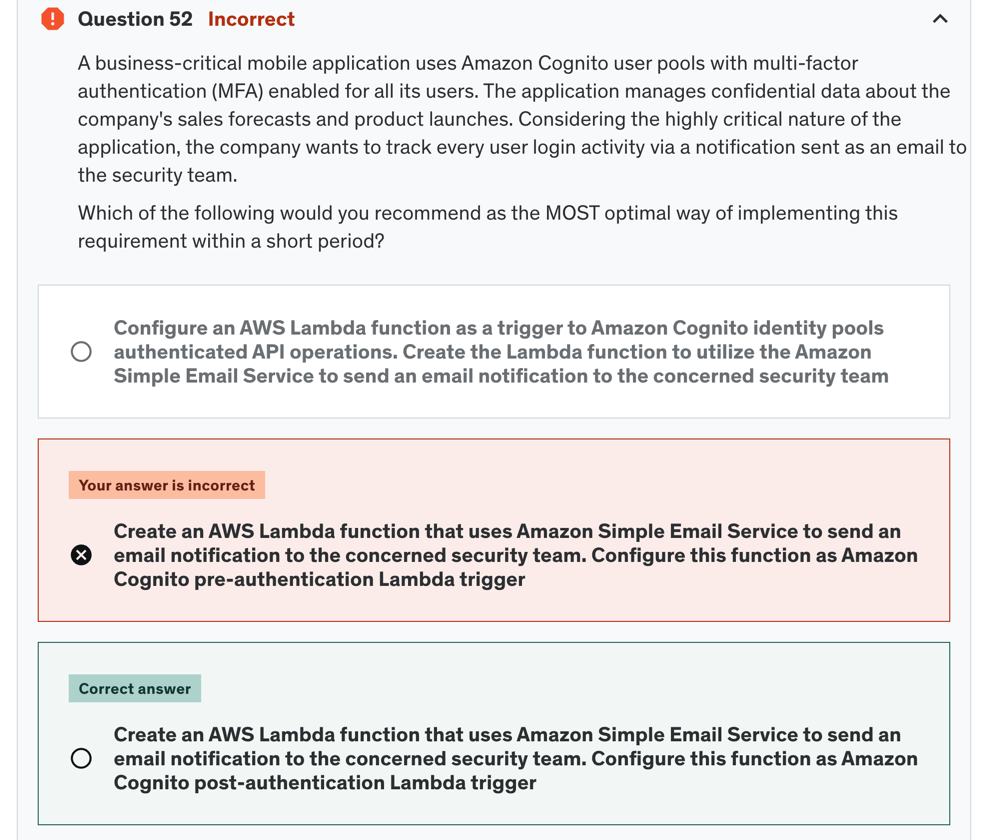 Question 52 Incorrect
A business-critical mobile application uses Amazon Cognito user pools with multi-factor
authentication (MFA) enabled for all its users. The application manages confidential data about the
company's sales forecasts and product launches. Considering the highly critical nature of the
application, the company wants to track every user login activity via a notification sent as an email to
the security team.
Which of the following would you recommend as the MOST optimal way of implementing this
requirement within a short period?
Configure an AWS Lambda function as a trigger to Amazon Cognito identity pools
authenticated API operations. Create the Lambda function to utilize the Amazon
Simple Email Service to send an email notification to the concerned security team
Your answer is incorrect
Create an AWS Lambda function that uses Amazon Simple Email Service to send an
email notification to the concerned security team. Configure this function as Amazon
Cognito pre-authentication Lambda trigger
Correct answer
Create an AWS Lambda function that uses Amazon Simple Email Service to send an
email notification to the concerned security team. Configure this function as Amazon
Cognito post-authentication Lambda trigger